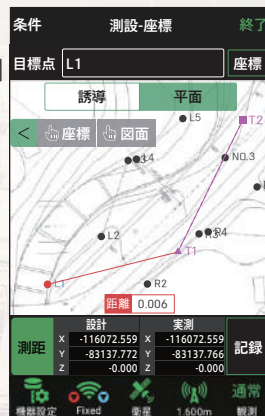 条件 測設-座標 終了
目標点 L1 座標
誘導 平面
< 座標 図面
L5
T2
L4
NO.3
L2
R4
T1
L1
R2
距離 0.006
設計 実測
測距 X -116072.559 X -116072.559 記録
Y -83137.772 Y -83137.766
Z -0.000 Z -0.000
通常
機器設定 Fixed 衛星 1.600m 観測